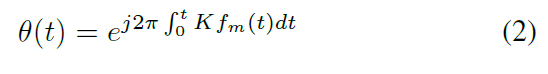 θ(t) = e^{j2π ∫_0^t K f_m(t)dt} (2)